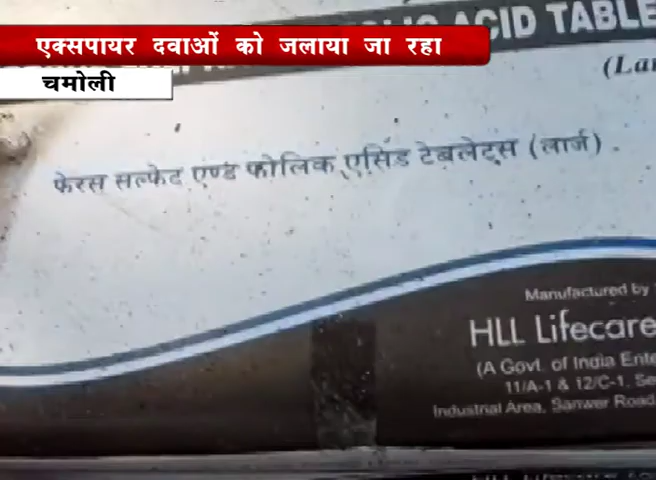 ACID TABLE
एक्सपायर दवाओं को जलाया जा रहा
चमोली
(La
फेरस सल्फेट एण्ड फोलिक एसिड टेबलेट्स (लार्ज)
Manufactured by
HLL Lifecare
(A Govt. of India Ente
11/A-1 & 12/C-1, Se
Industrial Area, Sanwer Road